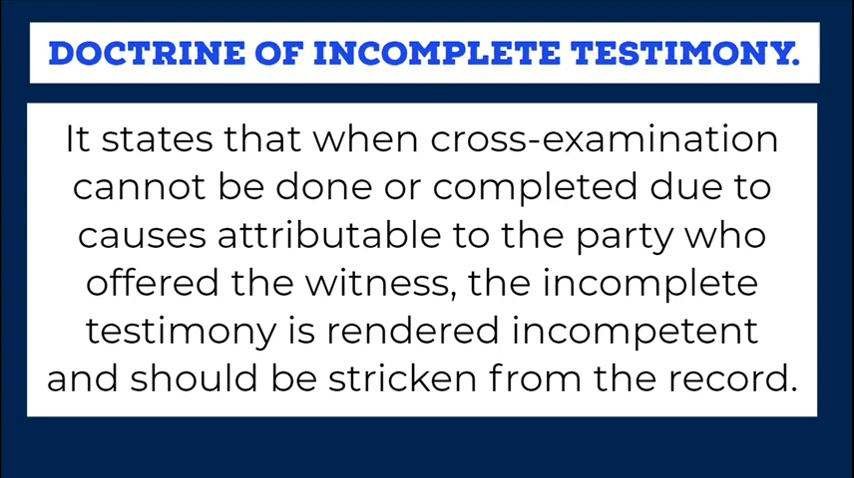 DOCTRINE OF INCOMPLETE TESTIMONY.
It states that when cross-examination
cannot be done or completed due to
causes attributable to the party who
offered the witness, the incomplete
testimony is rendered incompetent
and should be stricken from the record.